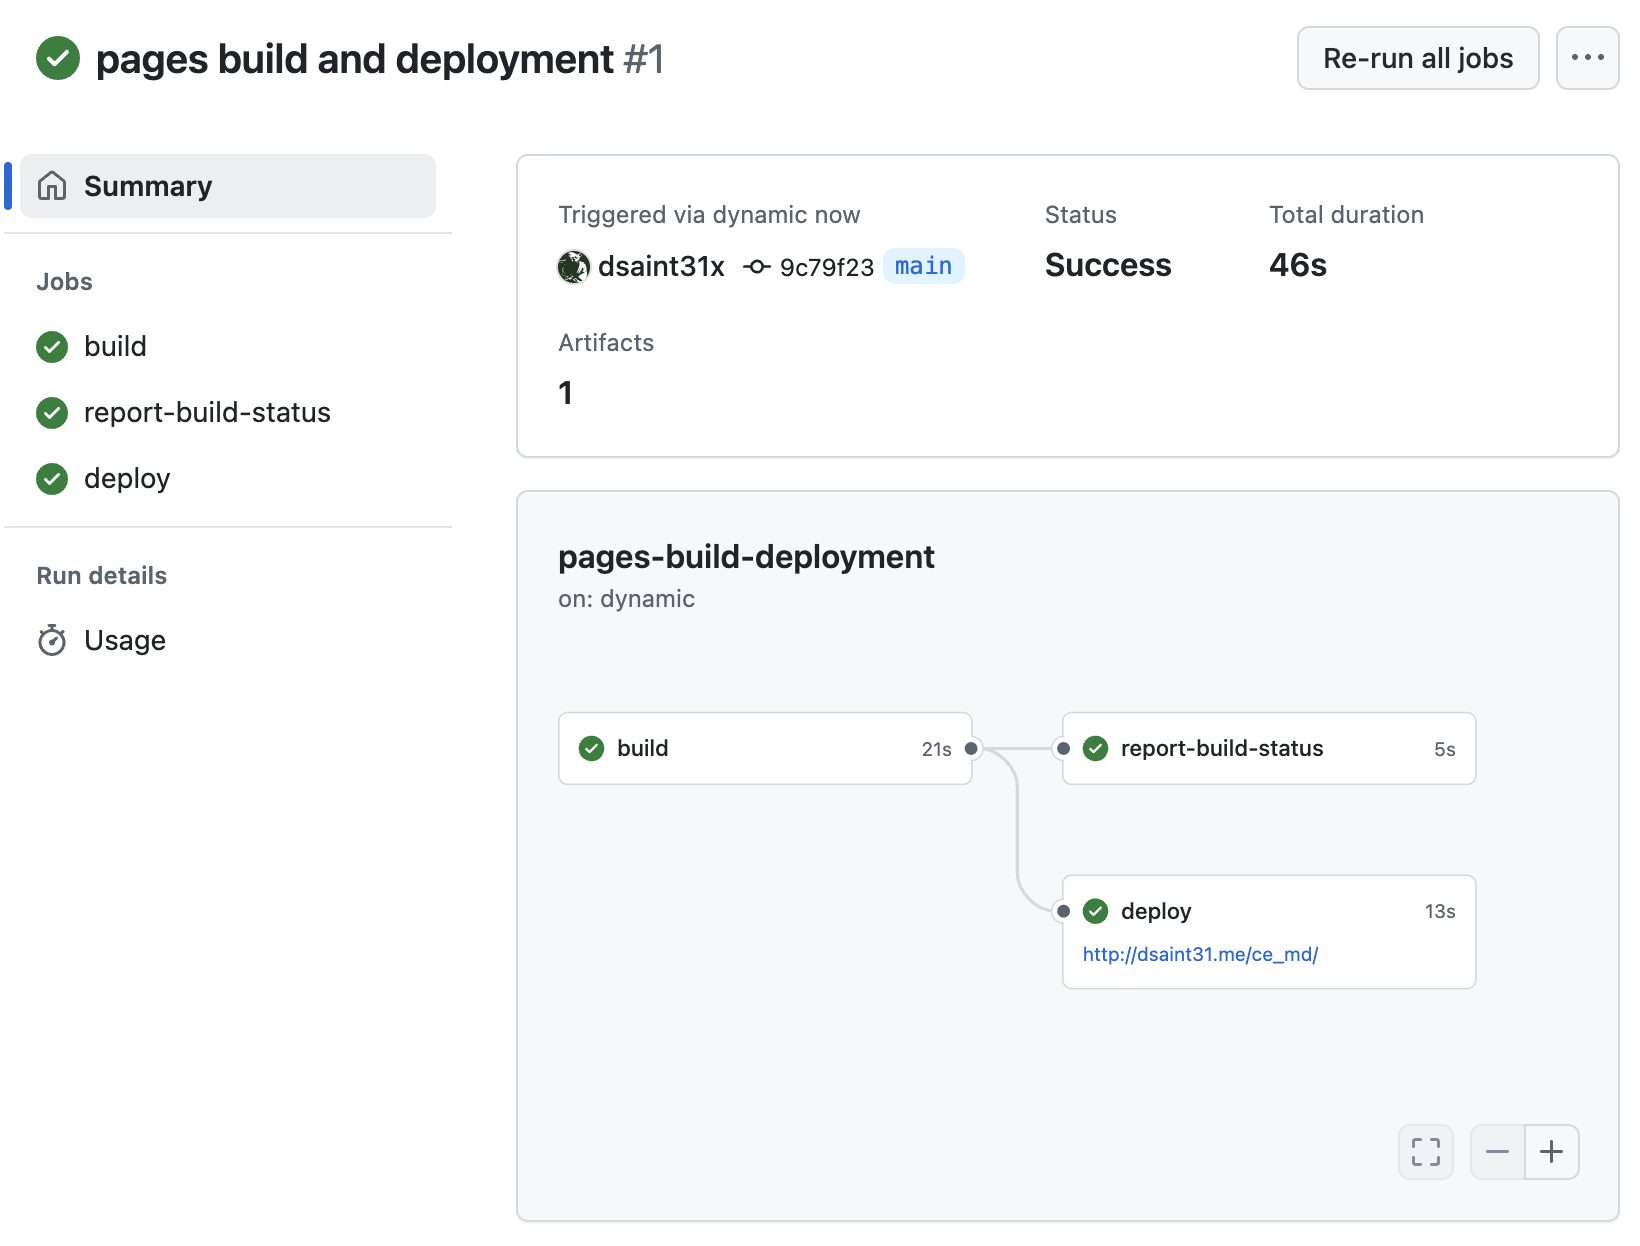 pages build and deployment #1
Re-run all jobs
Summary
Jobs
build
report-build-status
deploy
Run details
Usage
Triggered via dynamic now
dsaint31x 9c79f23 main
Status
Success
Total duration
46s
Artifacts
1
pages-build-deployment
on: dynamic
build 21s
report-build-status 5s
deploy 13s
http://dsaint31.me/ce_md/